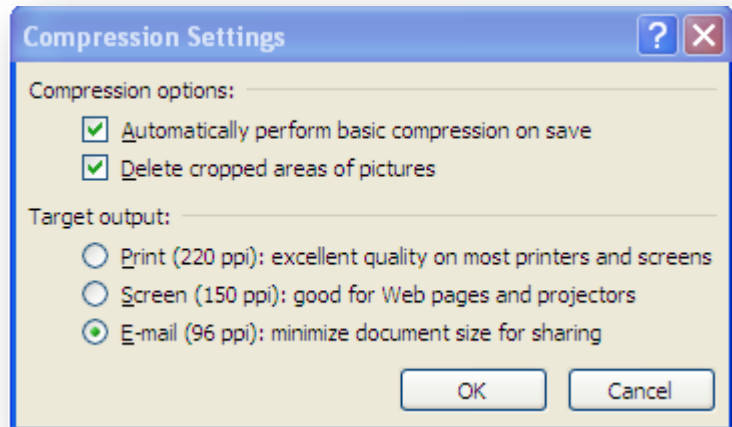 Compression Settings
?
Compression options:
Automatically perform basic compression on save
Delete cropped areas of pictures
Target output:
Print (220 ppi): excellent quality on most printers and screens
Screen (150 ppi): good for Web pages and projectors
E-mail (96 ppi): minimize document size for sharing
OK Cancel